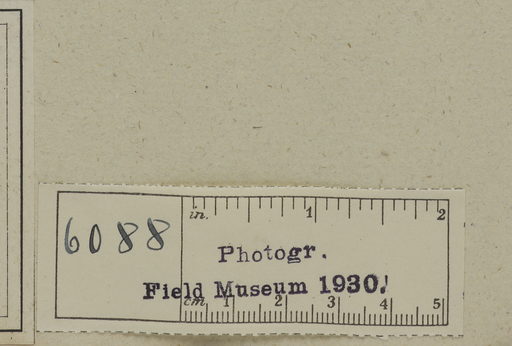 6088
in. 1 2
Photogr.
Field Museum 1930.
cm 1 2 3 4 5